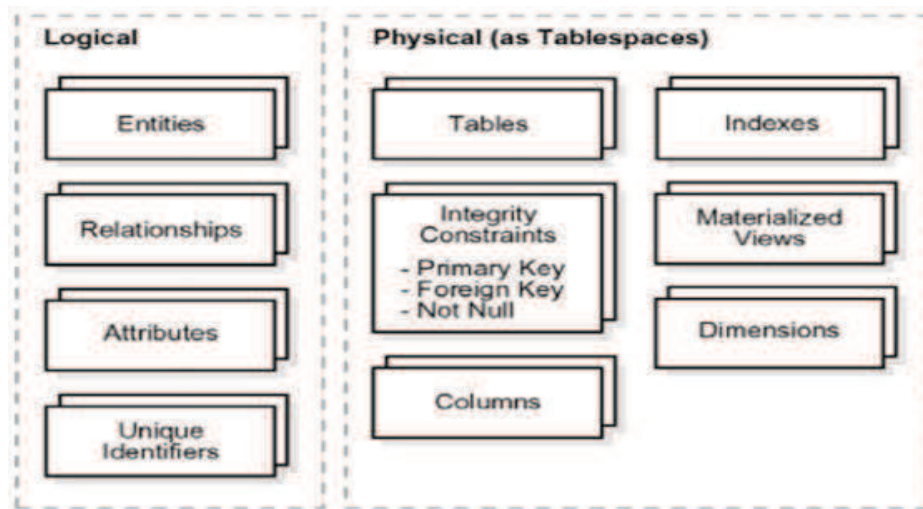 Logical
Entities
Relationships
Attributes
Unique
Identifiers
Physical (as Tablespaces)
Tables
Integrity
Constraints
- Primary Key
- Foreign Key
- Not Null
Columns
Indexes
Materialized
Views
Dimensions